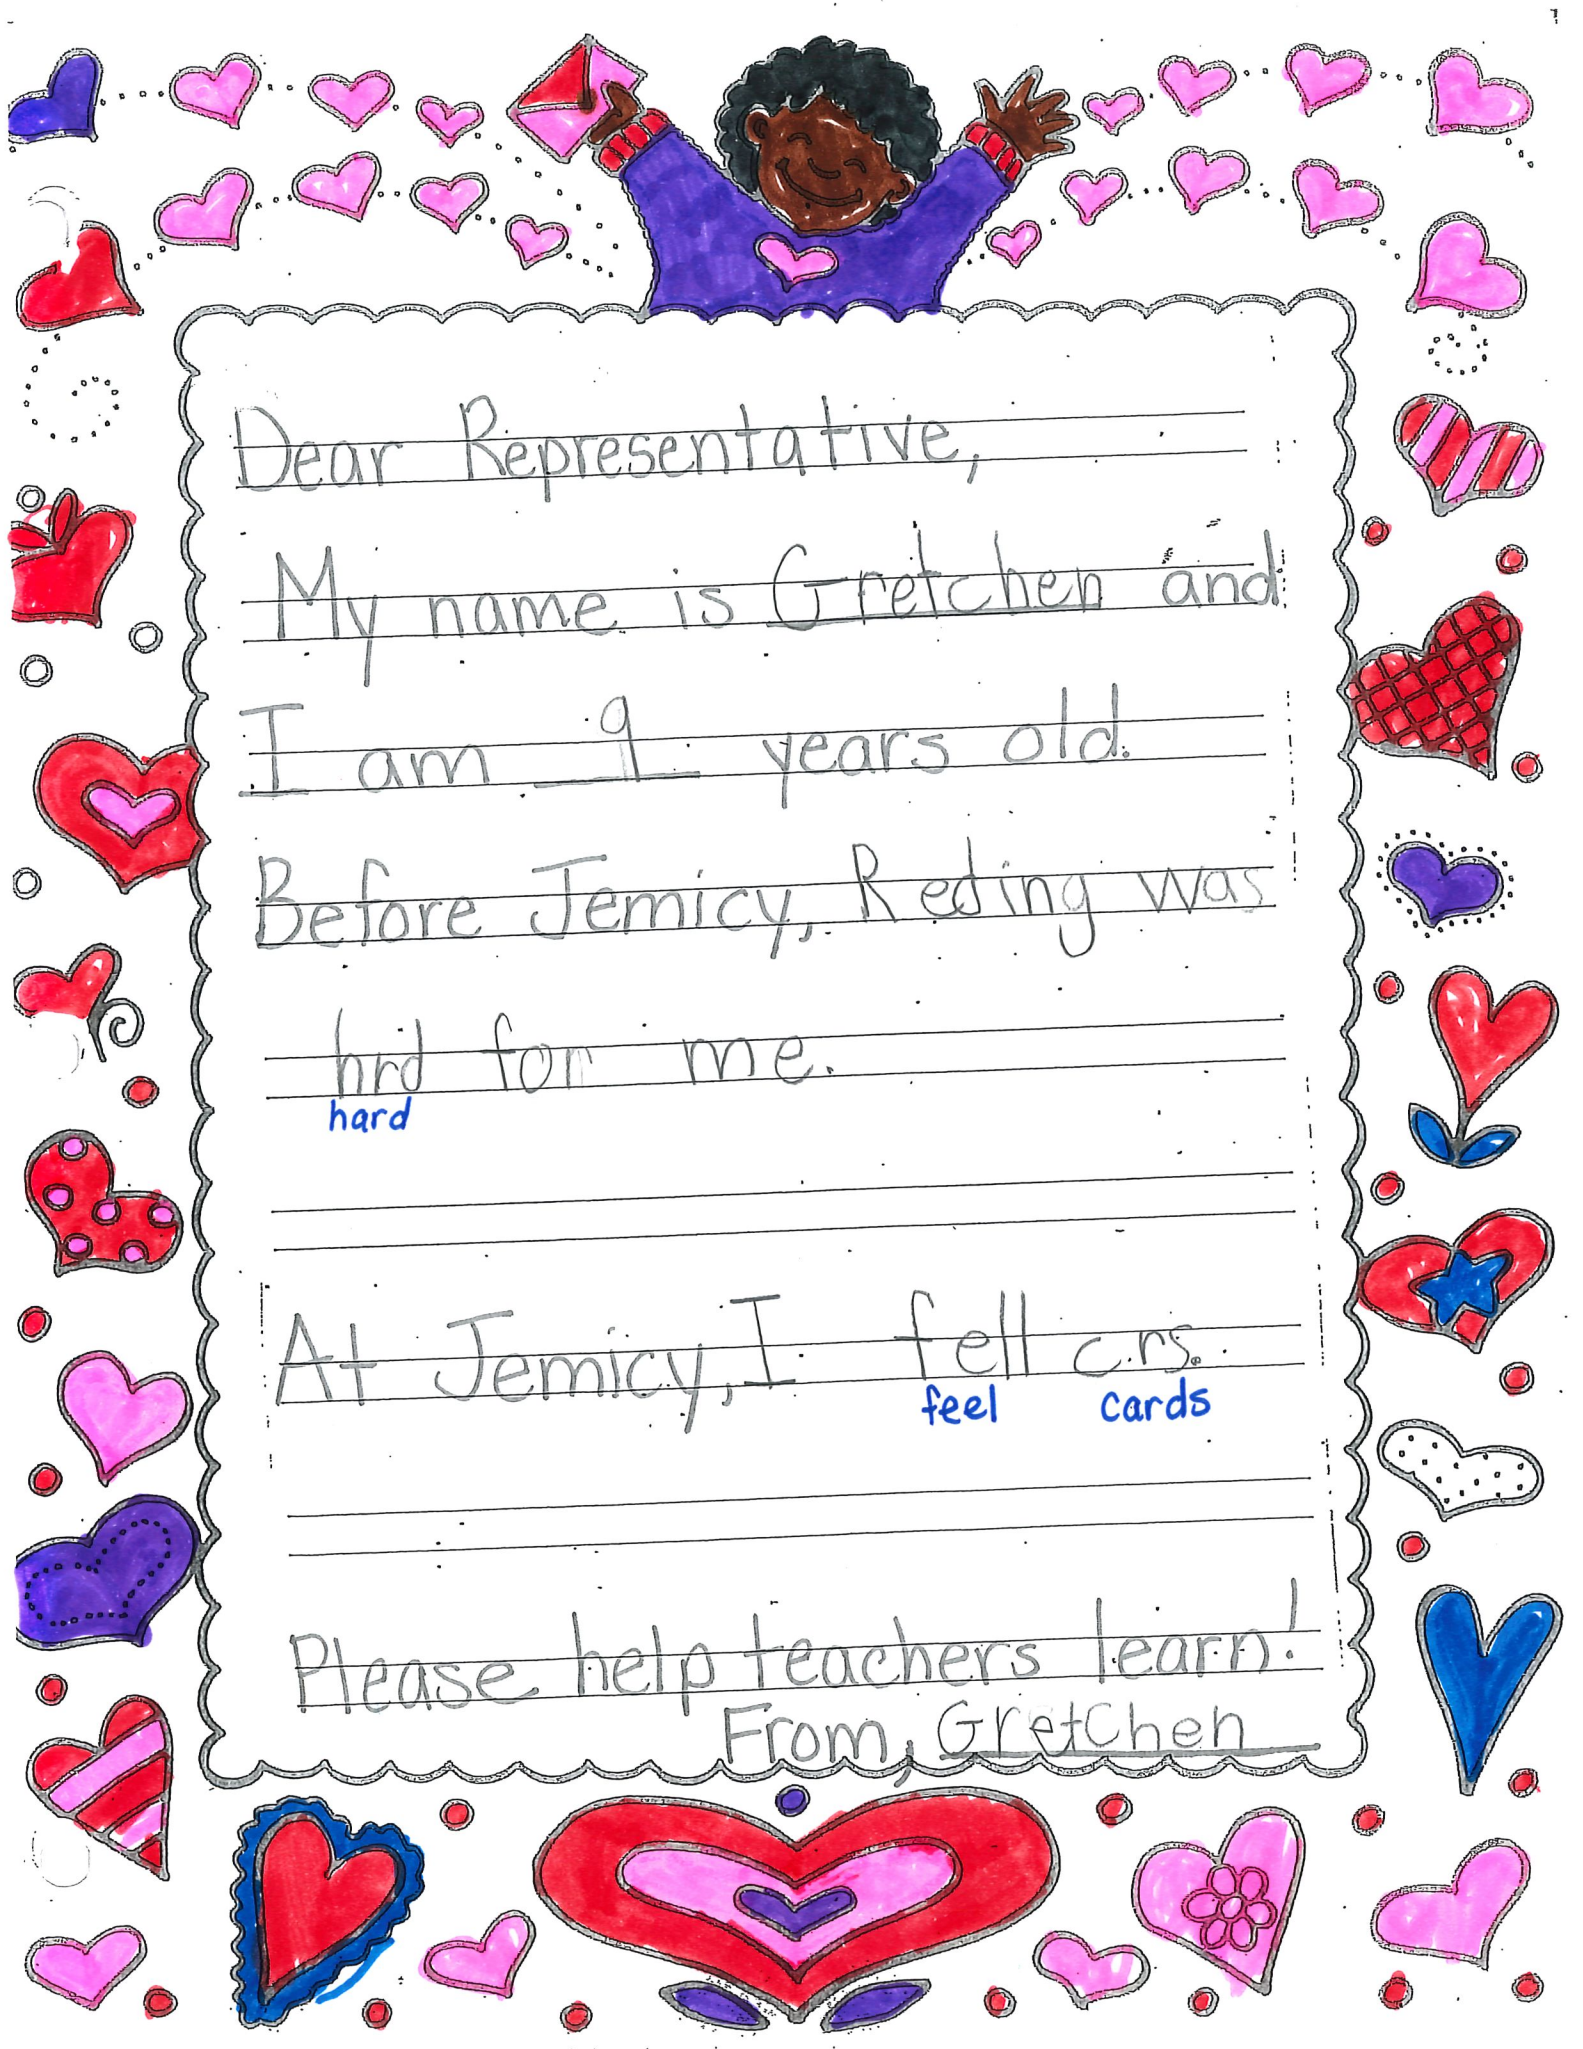 Dear Representative,
My name is Gretchen and
I am 9 years old.
Before Jemicy, Reding was
hrd for me.
hard
At Jemicy, I fell crs.
feel cards
Please help teachers learn!
From, Gretchen